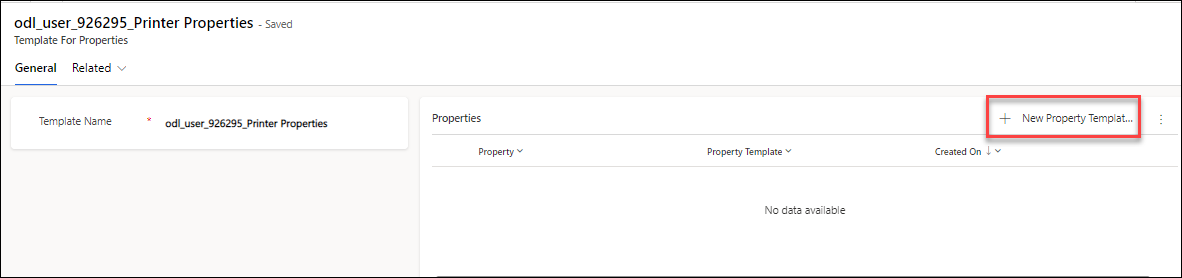 odl_user_926295_Printer Properties - Saved
Template For Properties
General Related
Template Name * odl_user_926295_Printer Properties
Properties
New Property Templat...
Property Property Template Created On ↓
No data available